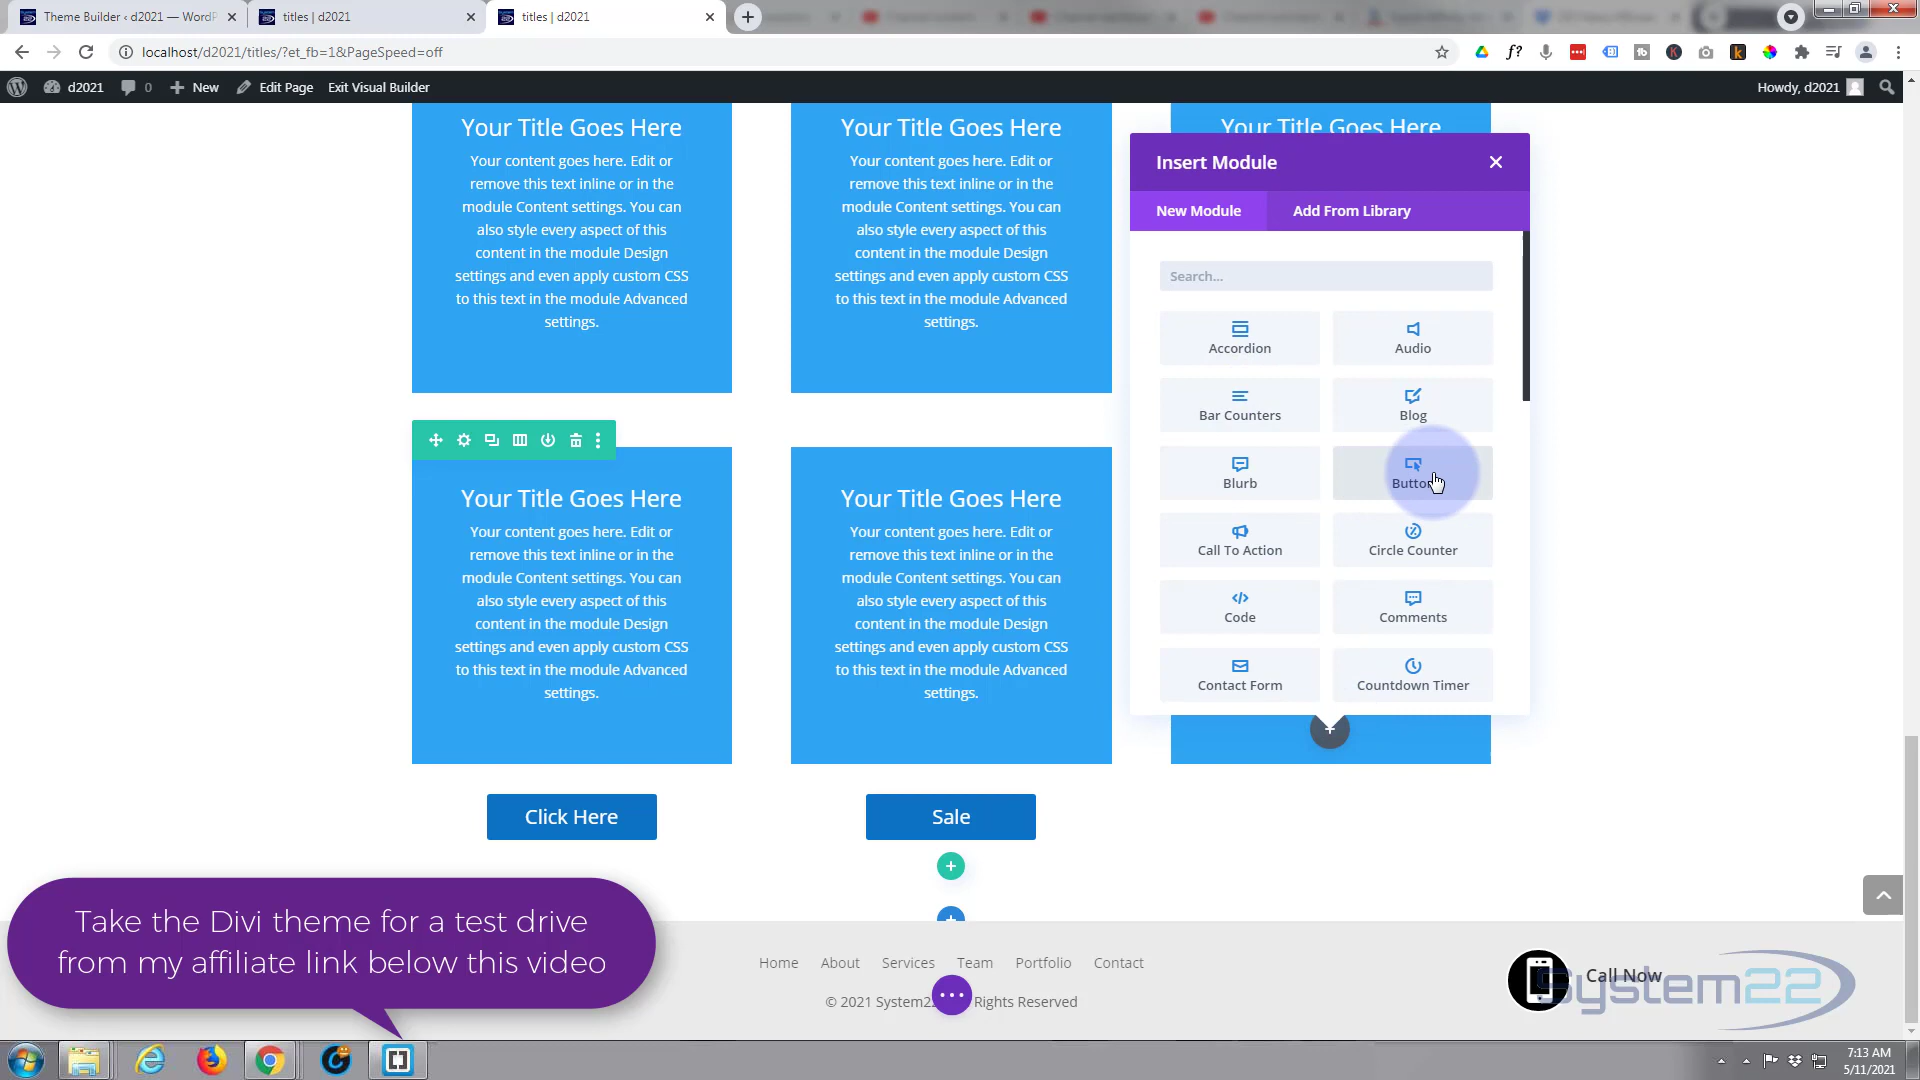 Theme Builder ‹ d2021 — WordP
titles | d2021
titles | d2021
localhost/d2021/titles/?et_fb=1&PageSpeed=off
d2021
0
New
Edit Page
Exit Visual Builder
Howdy, d2021
Your Title Goes Here
Your content goes here. Edit or
remove this text inline or in the
module Content settings. You can
also style every aspect of this
content in the module Design
settings and even apply custom CSS
to this text in the module Advanced
settings.
Your Title Goes Here
Your content goes here. Edit or
remove this text inline or in the
module Content settings. You can
also style every aspect of this
content in the module Design
settings and even apply custom CSS
to this text in the module Advanced
settings.
Your Title Goes Here
Insert Module
New Module
Add From Library
Search...
Accordion
Audio
Bar Counters
Blog
Blurb
Button
Call To Action
Circle Counter
Code
Comments
Contact Form
Countdown Timer
Your Title Goes Here
Your content goes here. Edit or
remove this text inline or in the
module Content settings. You can
also style every aspect of this
content in the module Design
settings and even apply custom CSS
to this text in the module Advanced
settings.
Your Title Goes Here
Your content goes here. Edit or
remove this text inline or in the
module Content settings. You can
also style every aspect of this
content in the module Design
settings and even apply custom CSS
to this text in the module Advanced
settings.
Click Here
Sale
Take the Divi theme for a test drive
from my affiliate link below this video
Home
About
Services
Team
Portfolio
Contact
© 2021 System22 Rights Reserved
Call Now
System22
7:13 AM
5/11/2021